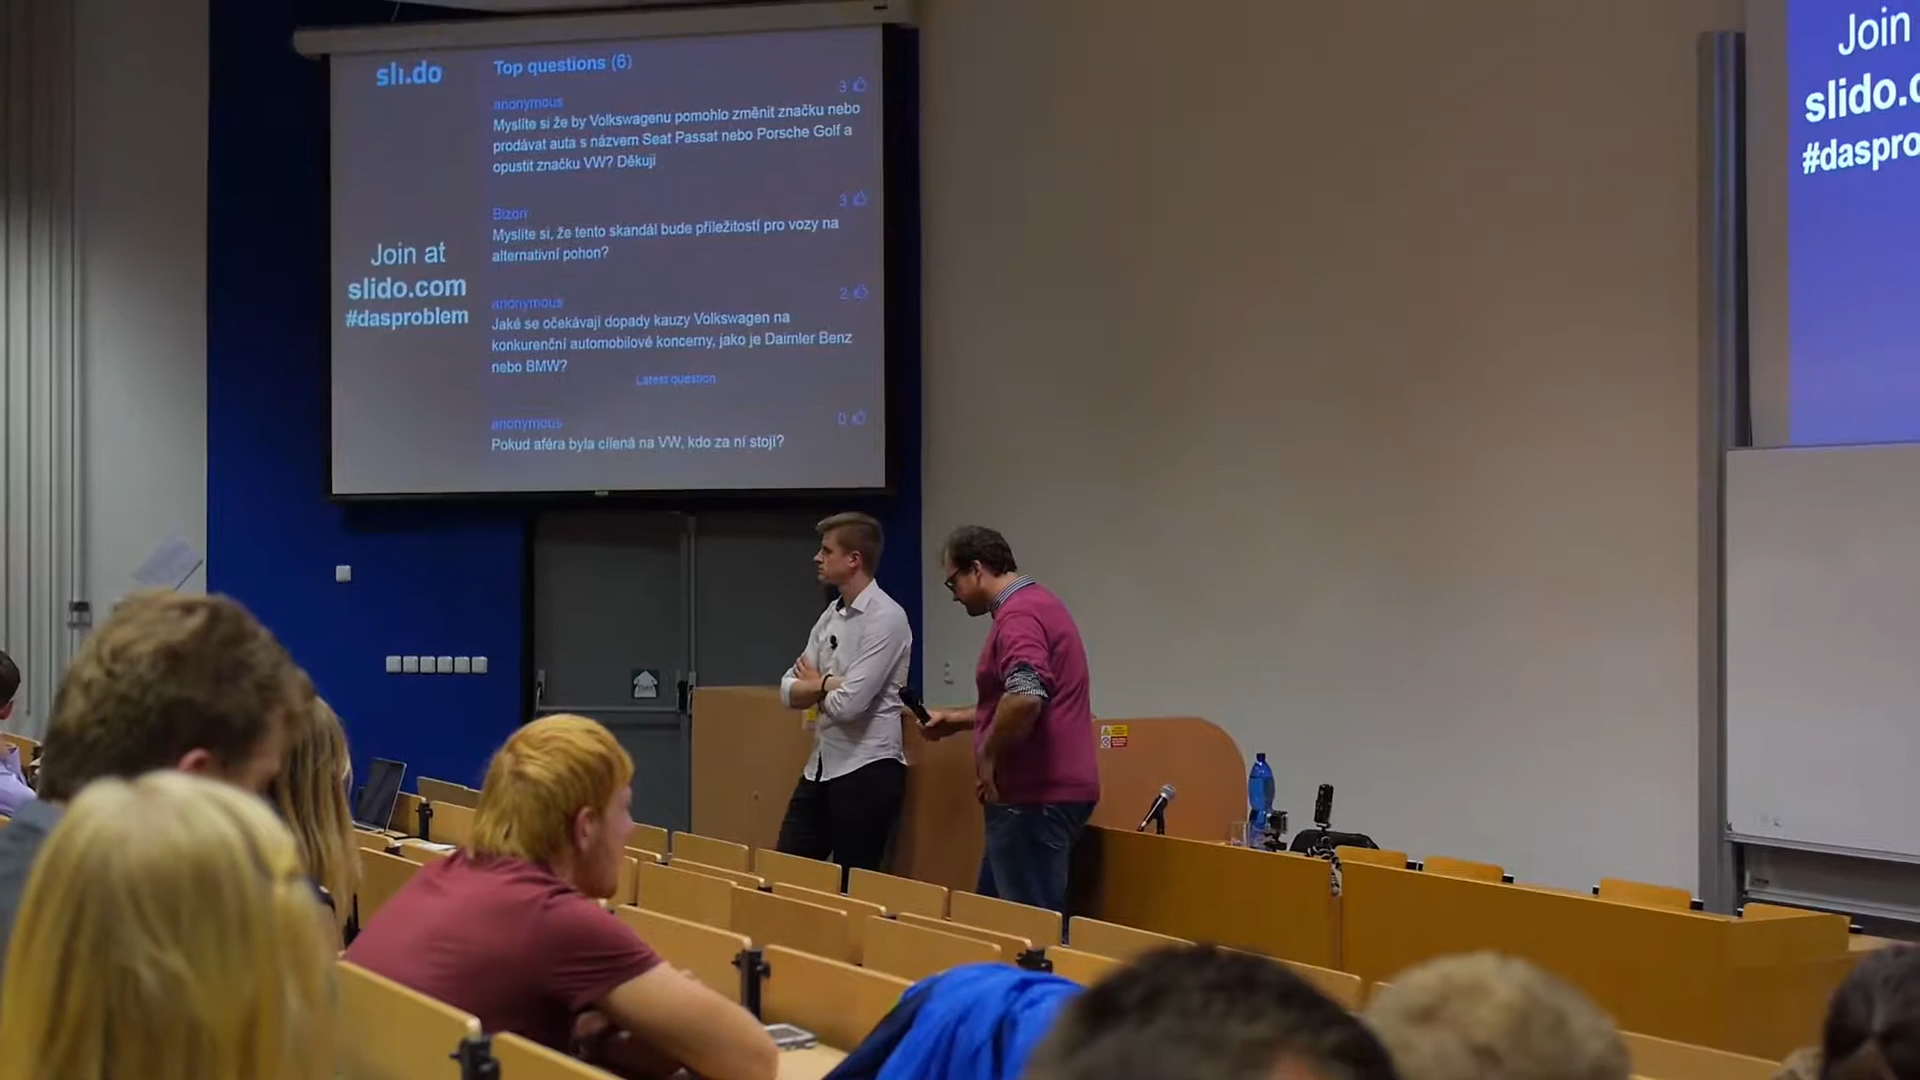 sli.do
Top questions (6)
3
anonymous
Myslíte si že by Volkswagenu pomohlo změnit značku nebo
prodávat auta s názvem Seat Passat nebo Porsche Golf a
opustit značku VW? Děkuji
3
Bizon
Myslíte si, že tento skandál bude příležitostí pro vozy na
alternativní pohon?
2
anonymous
Jaké se očekávají dopady kauzy Volkswagen na
konkurenční automobilové koncerny, jako je Daimler Benz
nebo BMW?
Latest question
0
anonymous
Pokud aféra byla cílená na VW, kdo za ní stojí?
Join at
slido.com
#dasproblem
Join
slido.
#daspro